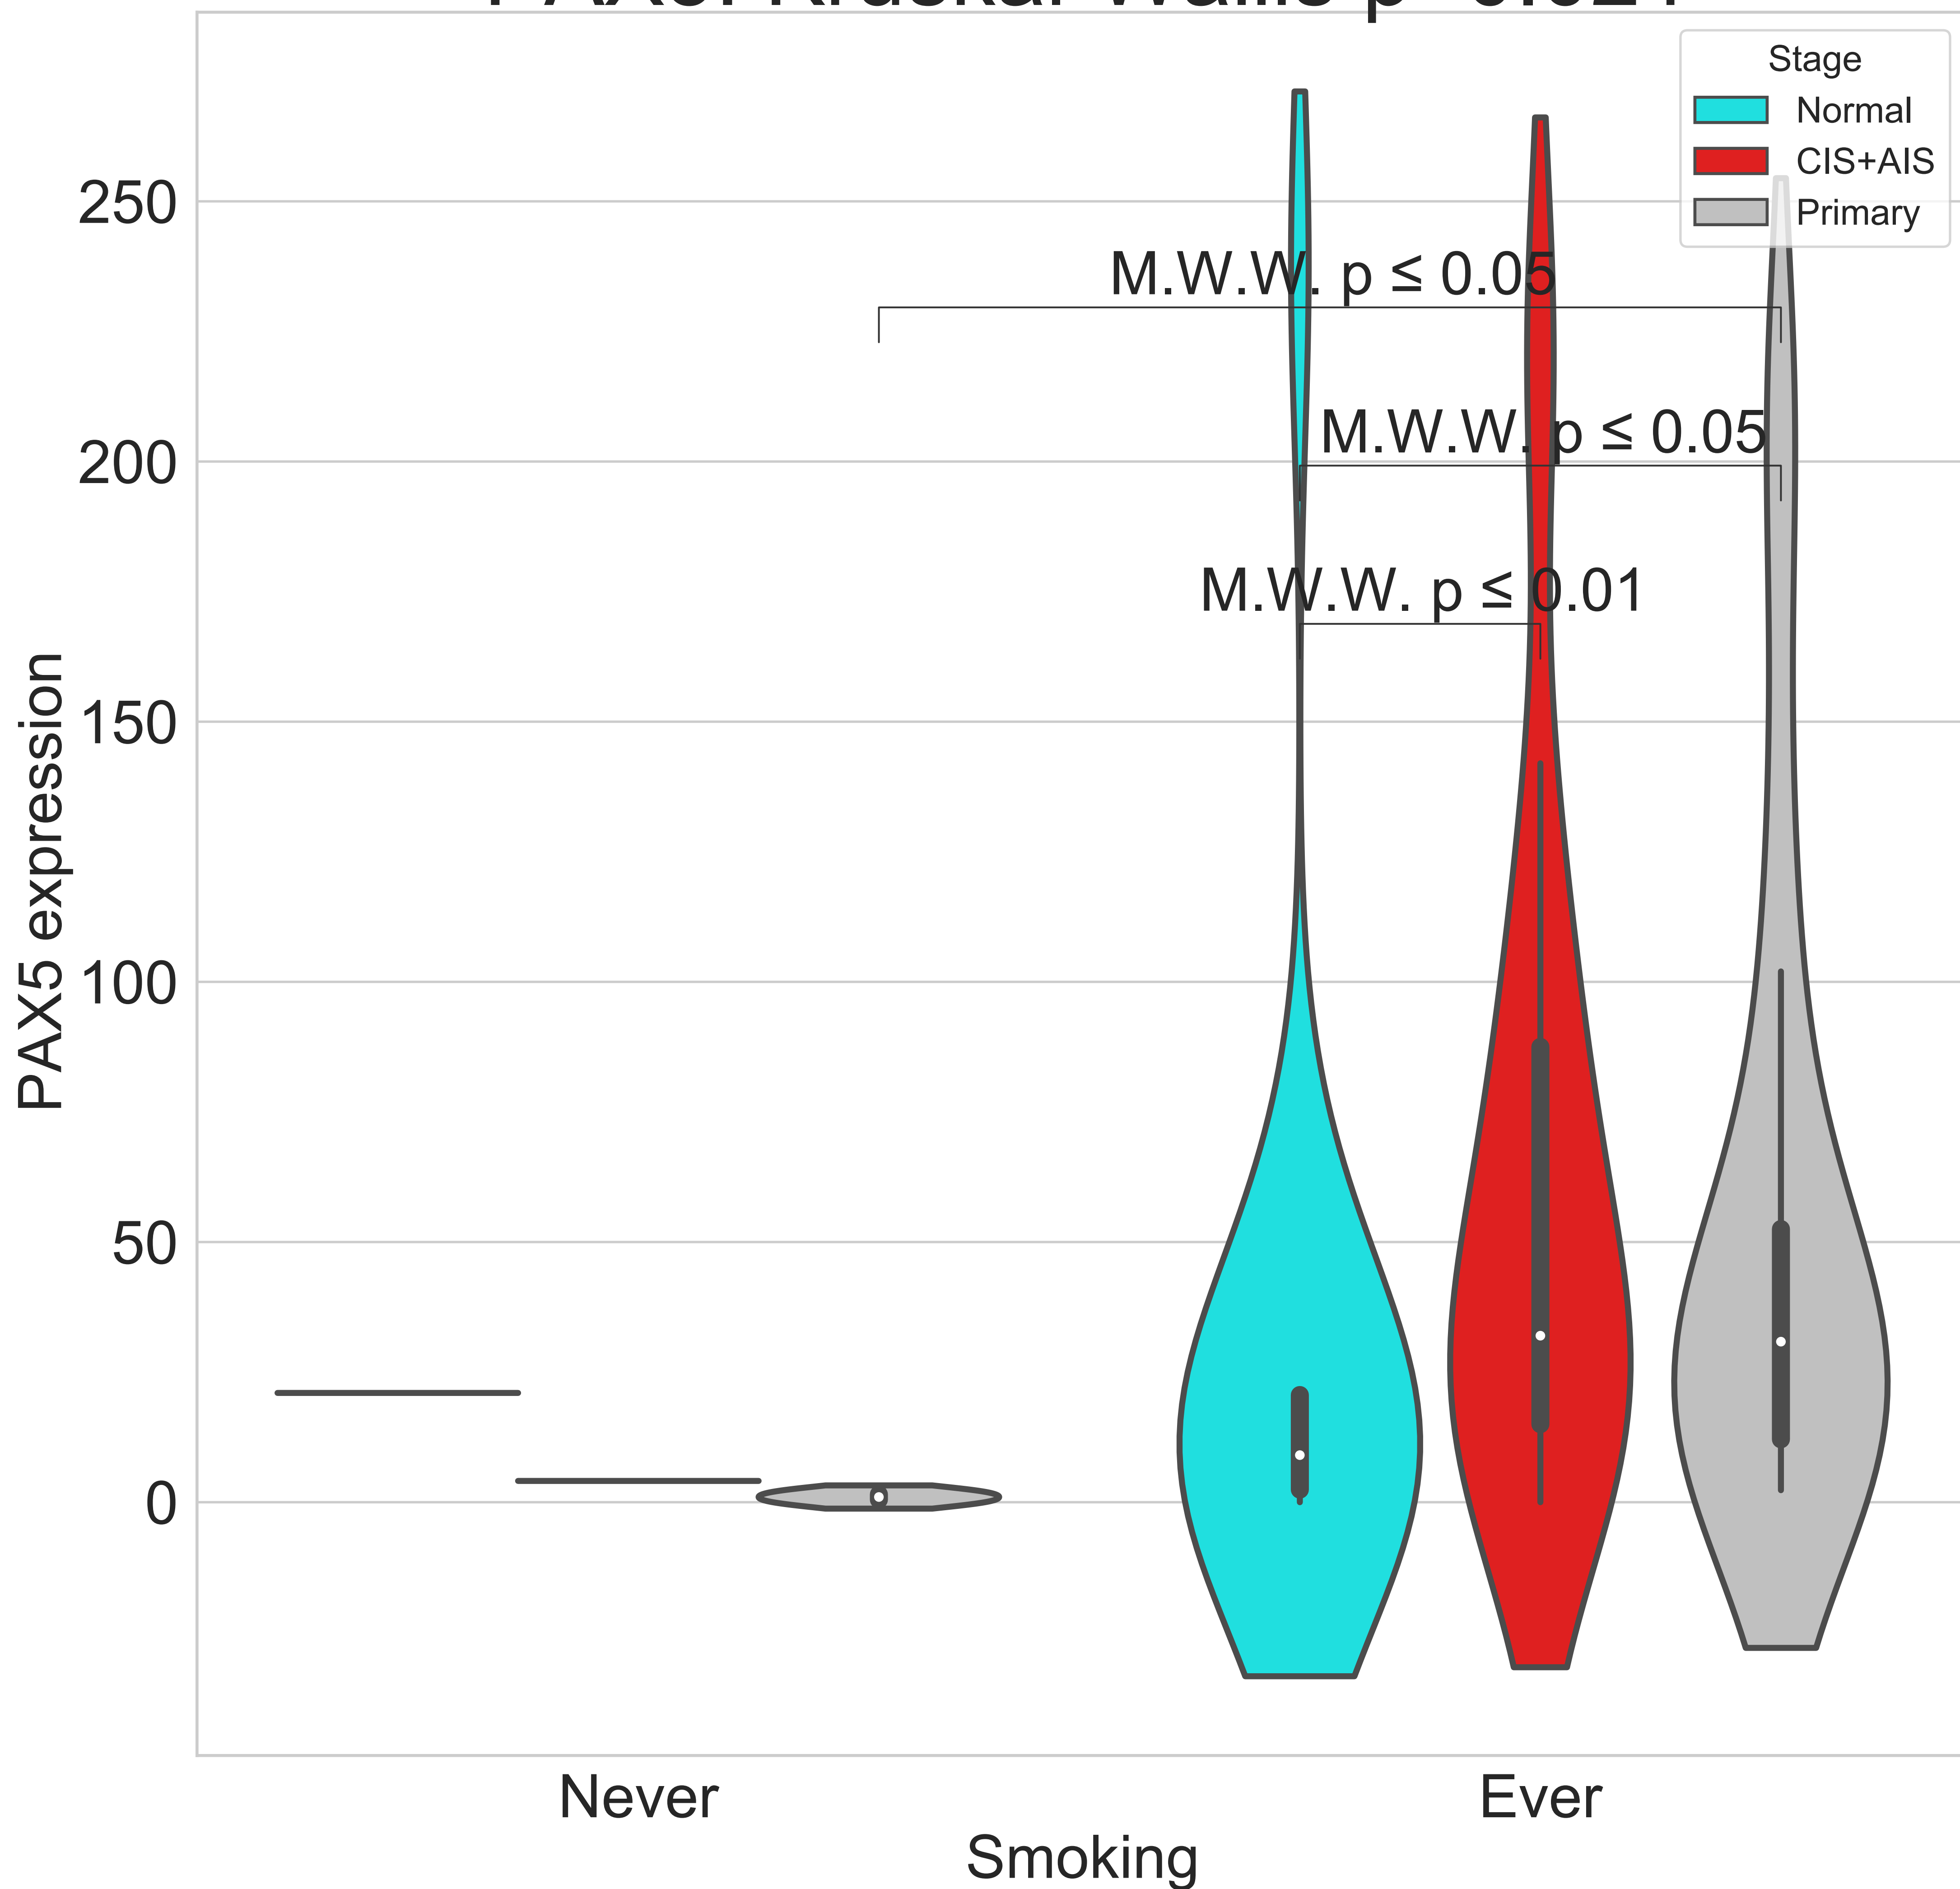 Stage
Normal
CIS+AIS
Primary
250
200
150
100
50
0
PAX5 expression
M.W.W. p ≤ 0.05
M.W.W. p ≤ 0.05
M.W.W. p ≤ 0.01
Never
Ever
Smoking